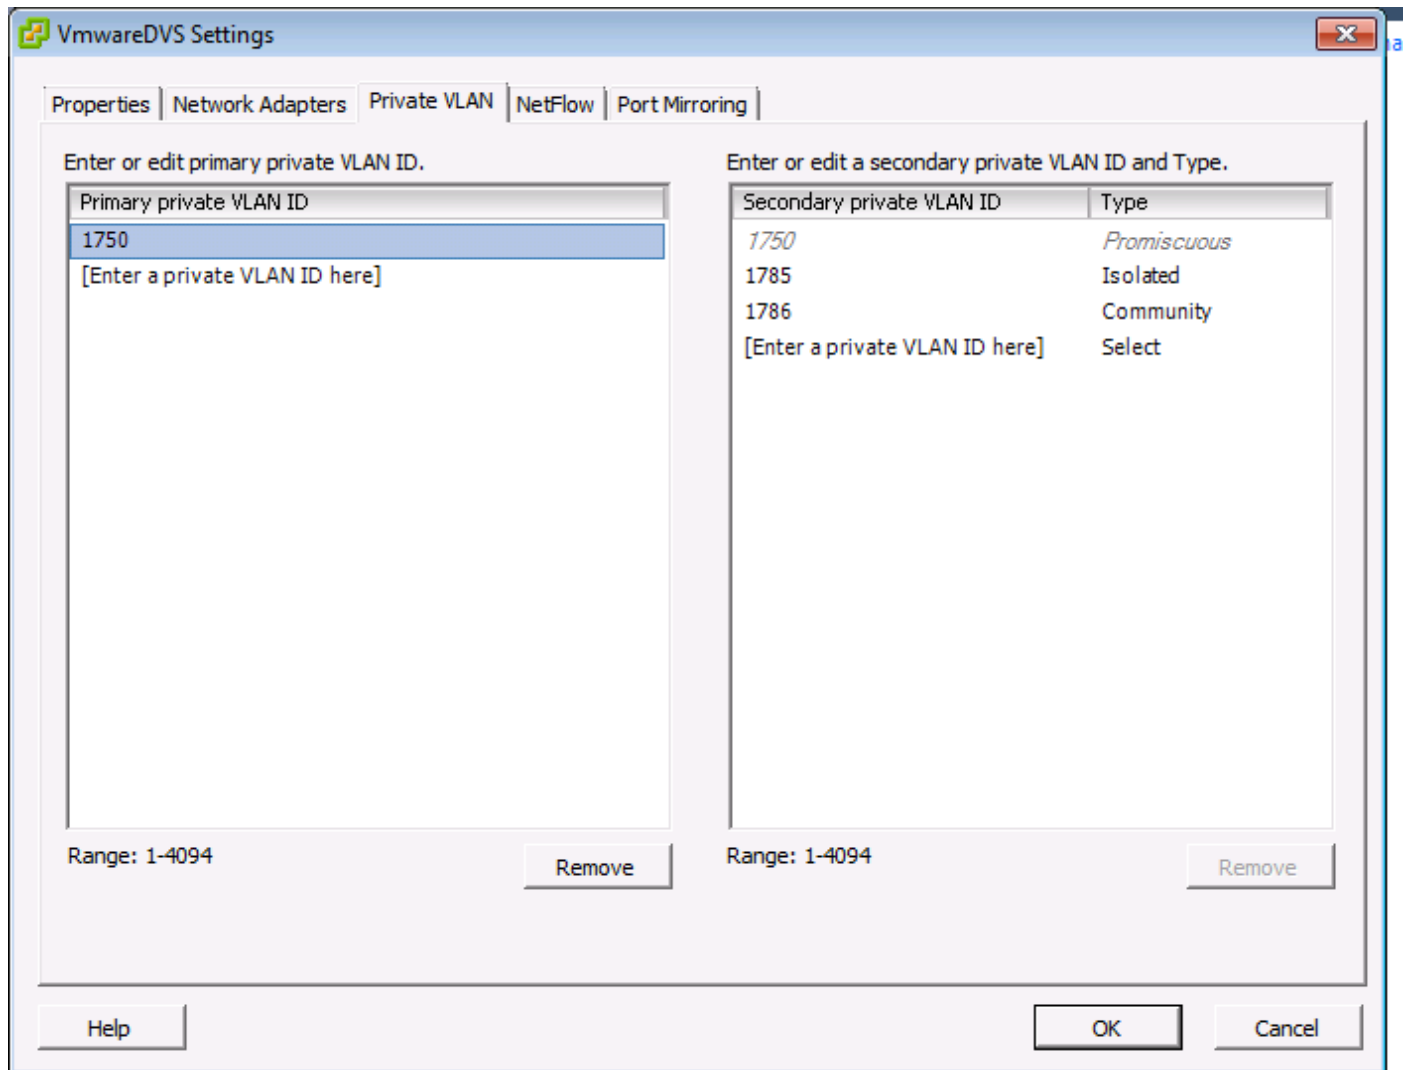 VmwareDVS Settings
Properties
Network Adapters
Private VLAN
NetFlow
Port Mirroring
Enter or edit primary private VLAN ID.
Primary private VLAN ID
1750
[Enter a private VLAN ID here]
Range: 1-4094
Remove
Enter or edit a secondary private VLAN ID and Type.
Secondary private VLAN ID Type
1750 Promiscuous
1785 Isolated
1786 Community
[Enter a private VLAN ID here] Select
Range: 1-4094
Remove
Help
OK
Cancel